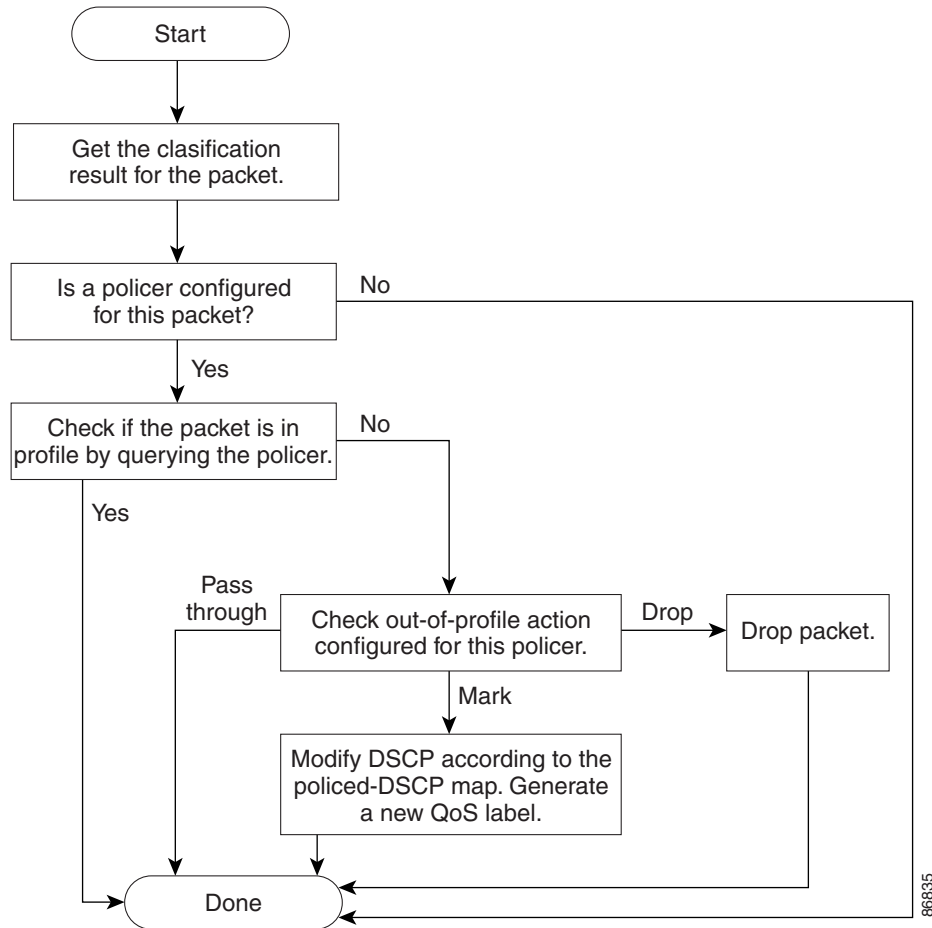 Start
Get the clasification
result for the packet.
Is a policer configured
for this packet?
No
Yes
Check if the packet is in
profile by querying the policer.
No
Yes
Pass
through
Check out-of-profile action
configured for this policer.
Drop
Drop packet.
Mark
Modify DSCP according to the
policed-DSCP map. Generate
a new QoS label.
Done
86835